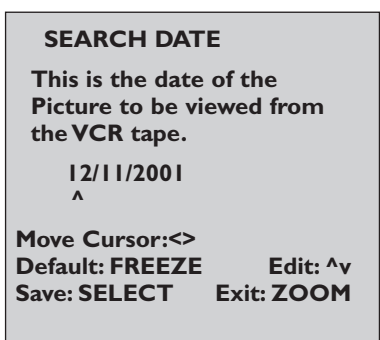 SEARCH DATE
This is the date of the
Picture to be viewed from
the VCR tape.
12/11/2001
^
Move Cursor:<>
Default: FREEZE Edit: ^v
Save: SELECT Exit: ZOOM